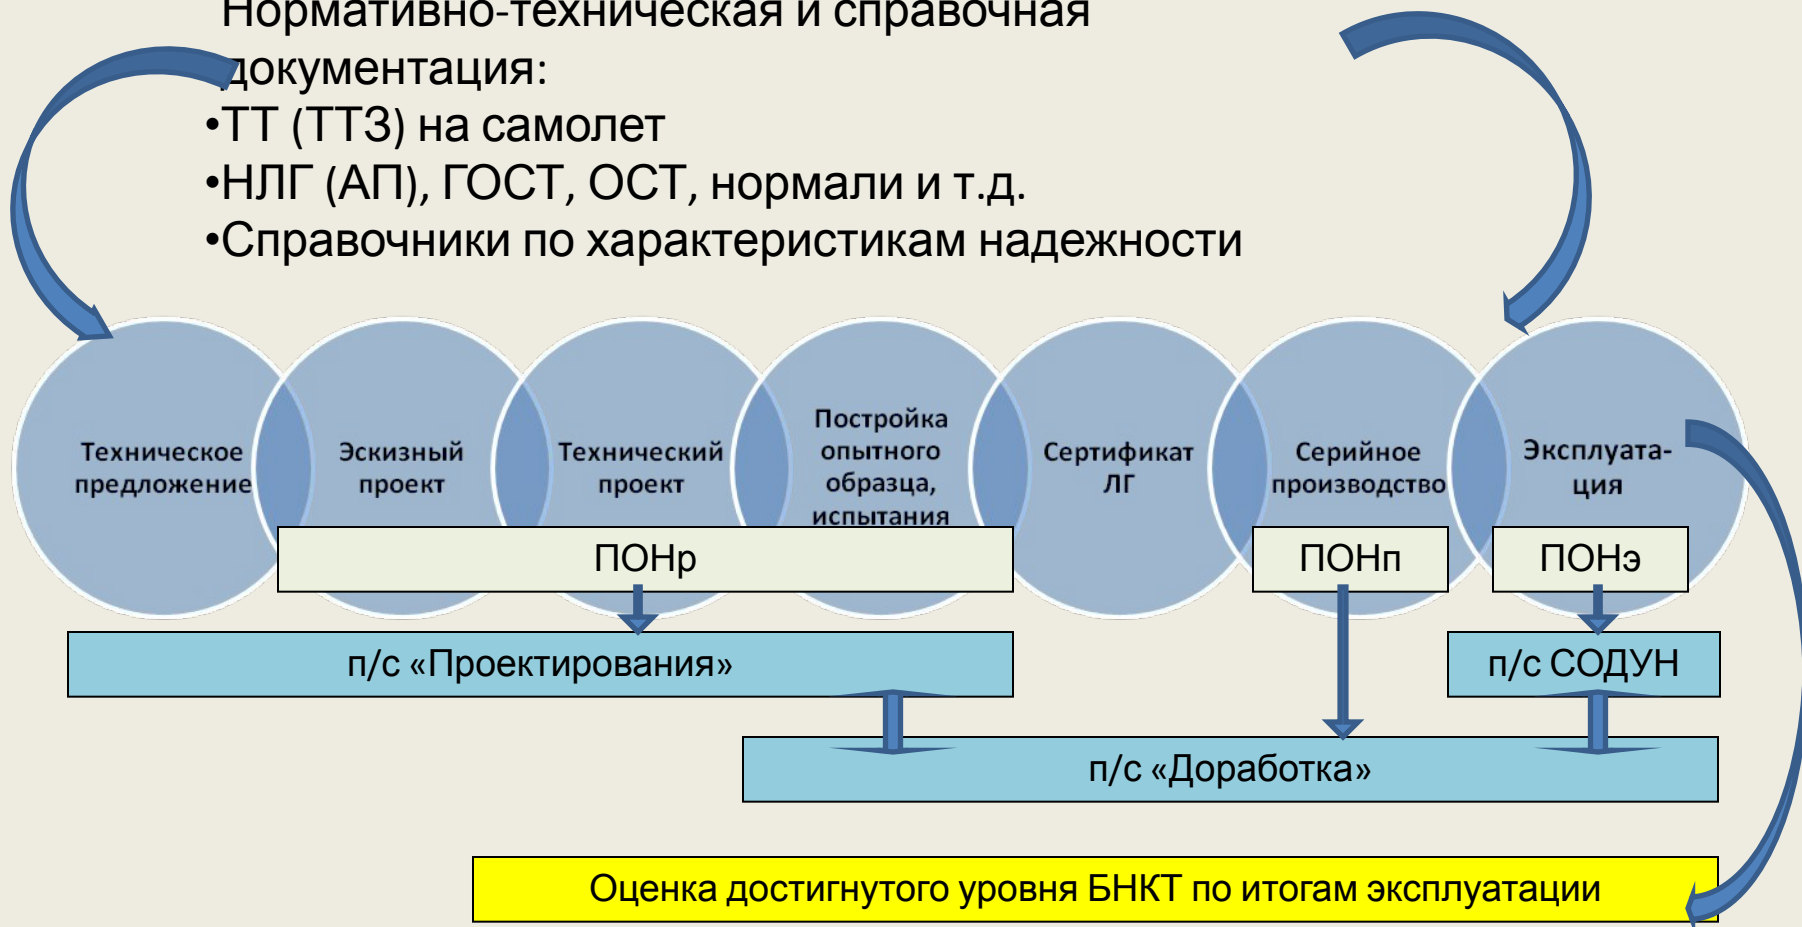 Нормативно-техническая и справочная
документация:
•ТТ (ТТЗ) на самолет
•НЛГ (АП), ГОСТ, ОСТ, нормали и т.д.
•Справочники по характеристикам надежности
Техническое
предложение
Эскизный
проект
Технический
проект
Постройка
опытного
образца,
испытания
Сертификат
ЛГ
Серийное
производство
Эксплуата-
ция
ПОНр
ПОНп
ПОНэ
п/с «Проектирования»
п/с СОДУН
п/с «Доработка»
Оценка достигнутого уровня БНКТ по итогам эксплуатации